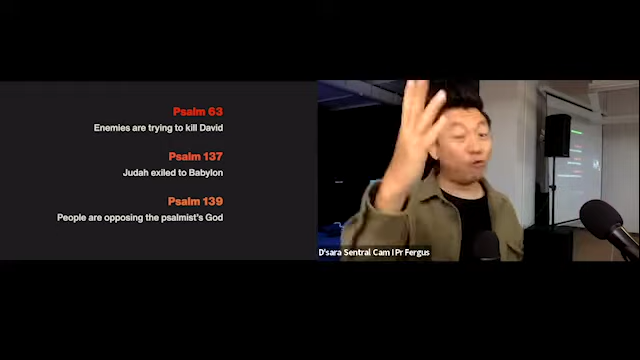 Psalm 63
Enemies are trying to kill David
Psalm 137
Judah exiled to Babylon
Psalm 139
People are opposing the psalmist's God
D'sara Sentral Cam I Pr Fergus